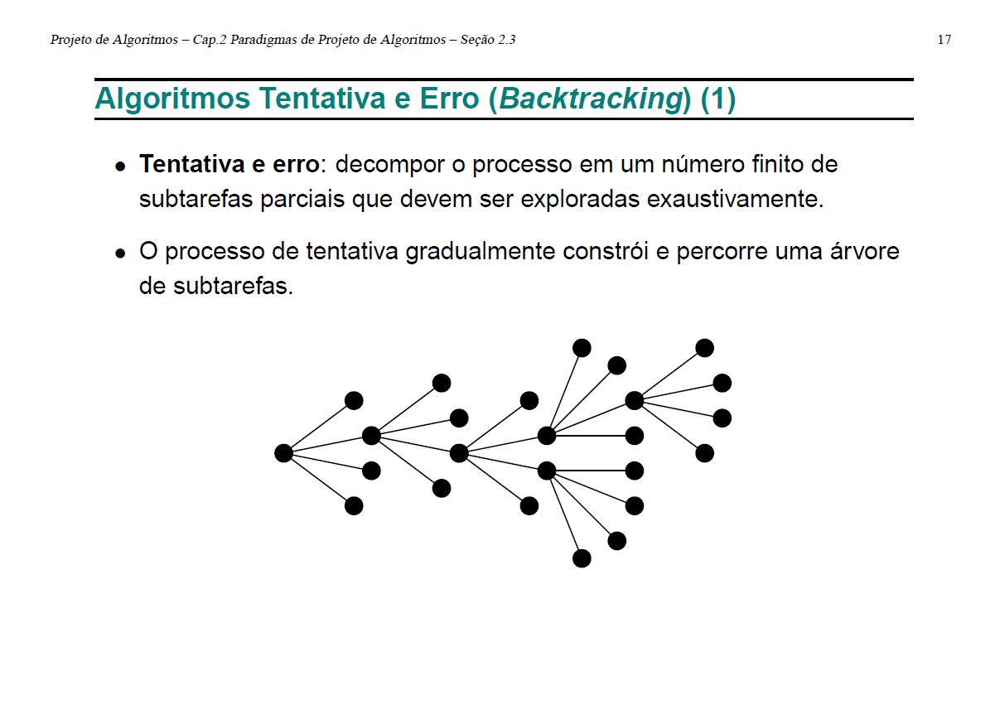 Projeto de Algoritmos – Cap.2 Paradigmas de Projeto de Algoritmos – Seção 2.3 17
Algoritmos Tentativa e Erro (Backtracking) (1)
• Tentativa e erro: decompor o processo em um número finito de
subtarefas parciais que devem ser exploradas exaustivamente.
• O processo de tentativa gradualmente constrói e percorre uma árvore
de subtarefas.